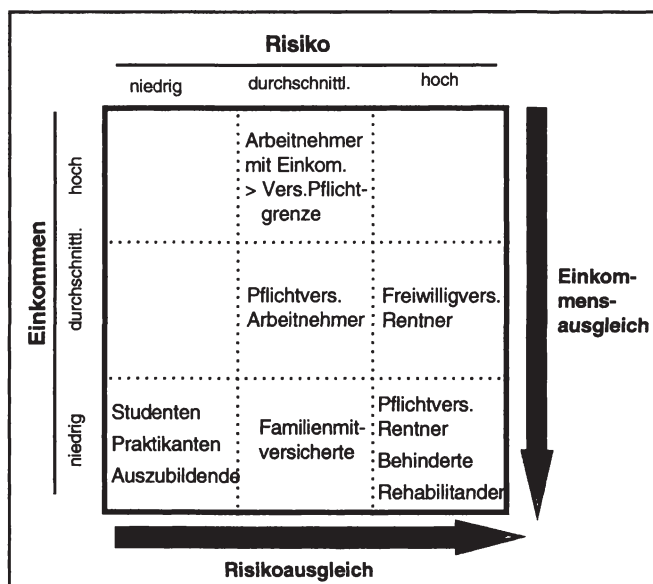 Risiko
niedrig durchschnittl. hoch
Einkommen
hoch
durchschnittl.
niedrig
Arbeitnehmer
mit Einkom.
> Vers.Pflicht-
grenze
Pflichtvers.
Arbeitnehmer
Freiwilligvers.
Rentner
Studenten
Praktikanten
Auszubildende
Familienmit-
versicherte
Pflichtvers.
Rentner
Behinderte
Rehabilitanden
Einkom-
mens-
ausgleich
Risikoausgleich